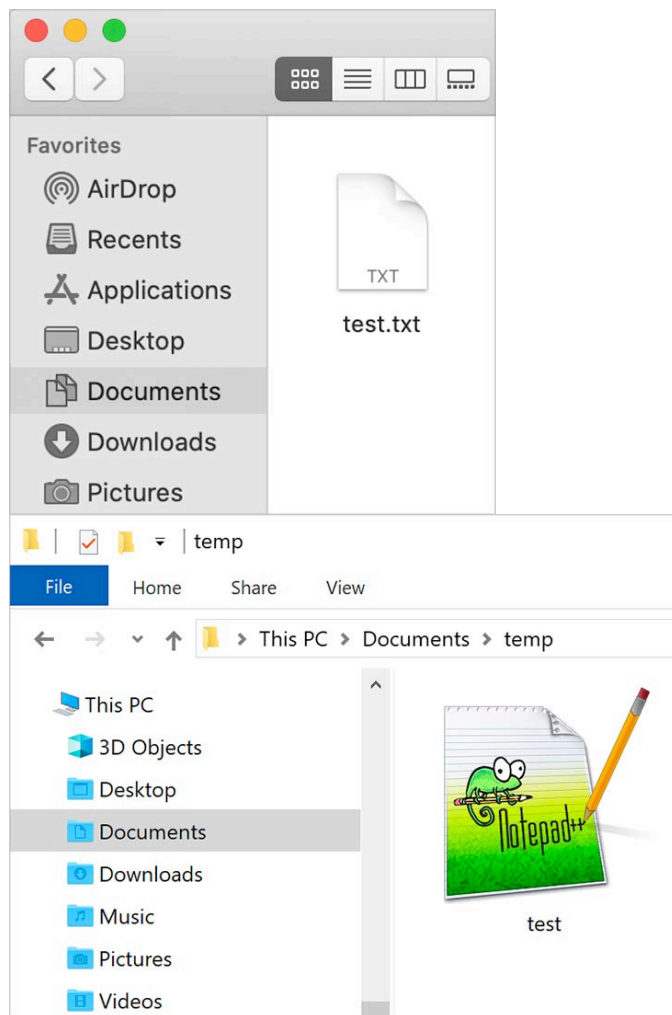 Favorites
AirDrop
Recents
Applications
Desktop
Documents
Downloads
Pictures
TXT
test.txt
temp
File Home Share View
This PC > Documents > temp
This PC
3D Objects
Desktop
Documents
Downloads
Music
Pictures
Videos
Notepad++
test